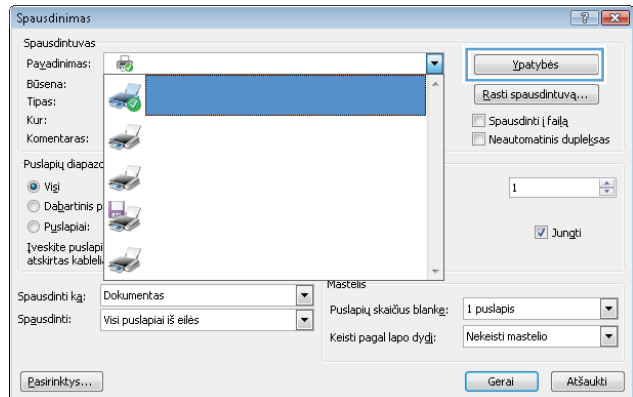 Spausdinimas
Spausdintuvas
Pavadinimas:
Ypatybės
Būsena:
Tipas:
Rasti spausdintuvą...
Kur:
Spausdinti į failą
Komentaras:
Neautomatinis dupleksas
Puslapių diapazo
Visi
1
Dabartinis p
Puslapiai:
Jungti
Įveskite puslapi
atskirtas kableli
Mastelis
Spausdinti ką: Dokumentas
Puslapių skaičius blanke: 1 puslapis
Spausdinti: Visi puslapiai iš eilės
Keisti pagal lapo dydį: Nekeisti mastelio
Pasirinktys...
Gerai
Atšaukti